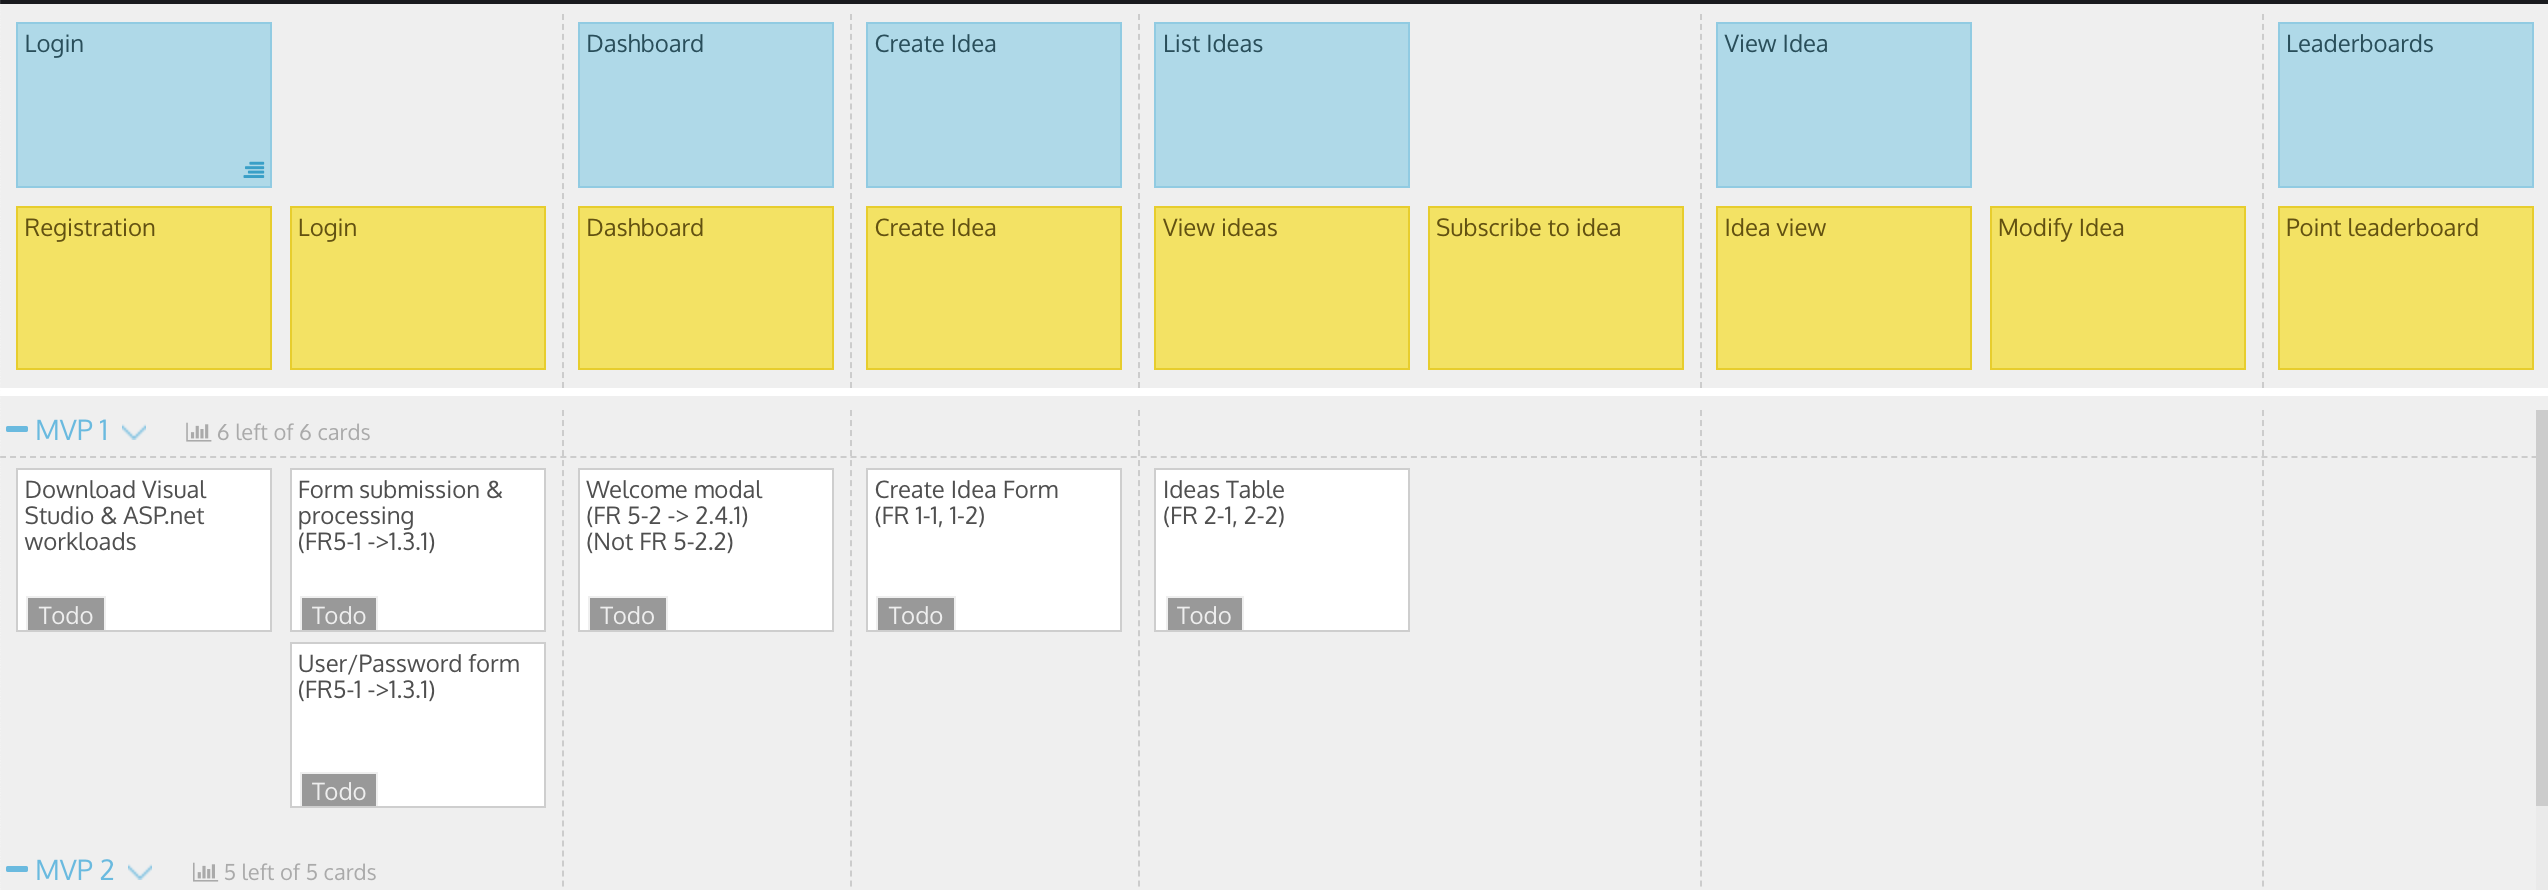 Login
Dashboard
Create Idea
List Ideas
View Idea
Leaderboards
Registration
Login
Dashboard
Create Idea
View ideas
Subscribe to idea
Idea view
Modify Idea
Point leaderboard
MVP 1
6 left of 6 cards
Download Visual
Studio & ASP.net
workloads
Todo
Form submission &
processing
(FR5-1 ->1.3.1)
Todo
Welcome modal
(FR 5-2 -> 2.4.1)
(Not FR 5-2.2)
Todo
Create Idea Form
(FR 1-1, 1-2)
Todo
Ideas Table
(FR 2-1, 2-2)
Todo
User/Password form
(FR5-1 ->1.3.1)
Todo
MVP 2
5 left of 5 cards